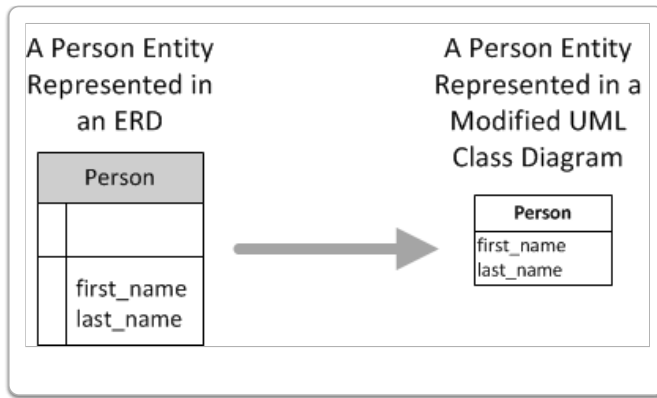 A Person Entity
Represented in
an ERD
Person
first_name
last_name
A Person Entity
Represented in a
Modified UML
Class Diagram
Person
first_name
last_name